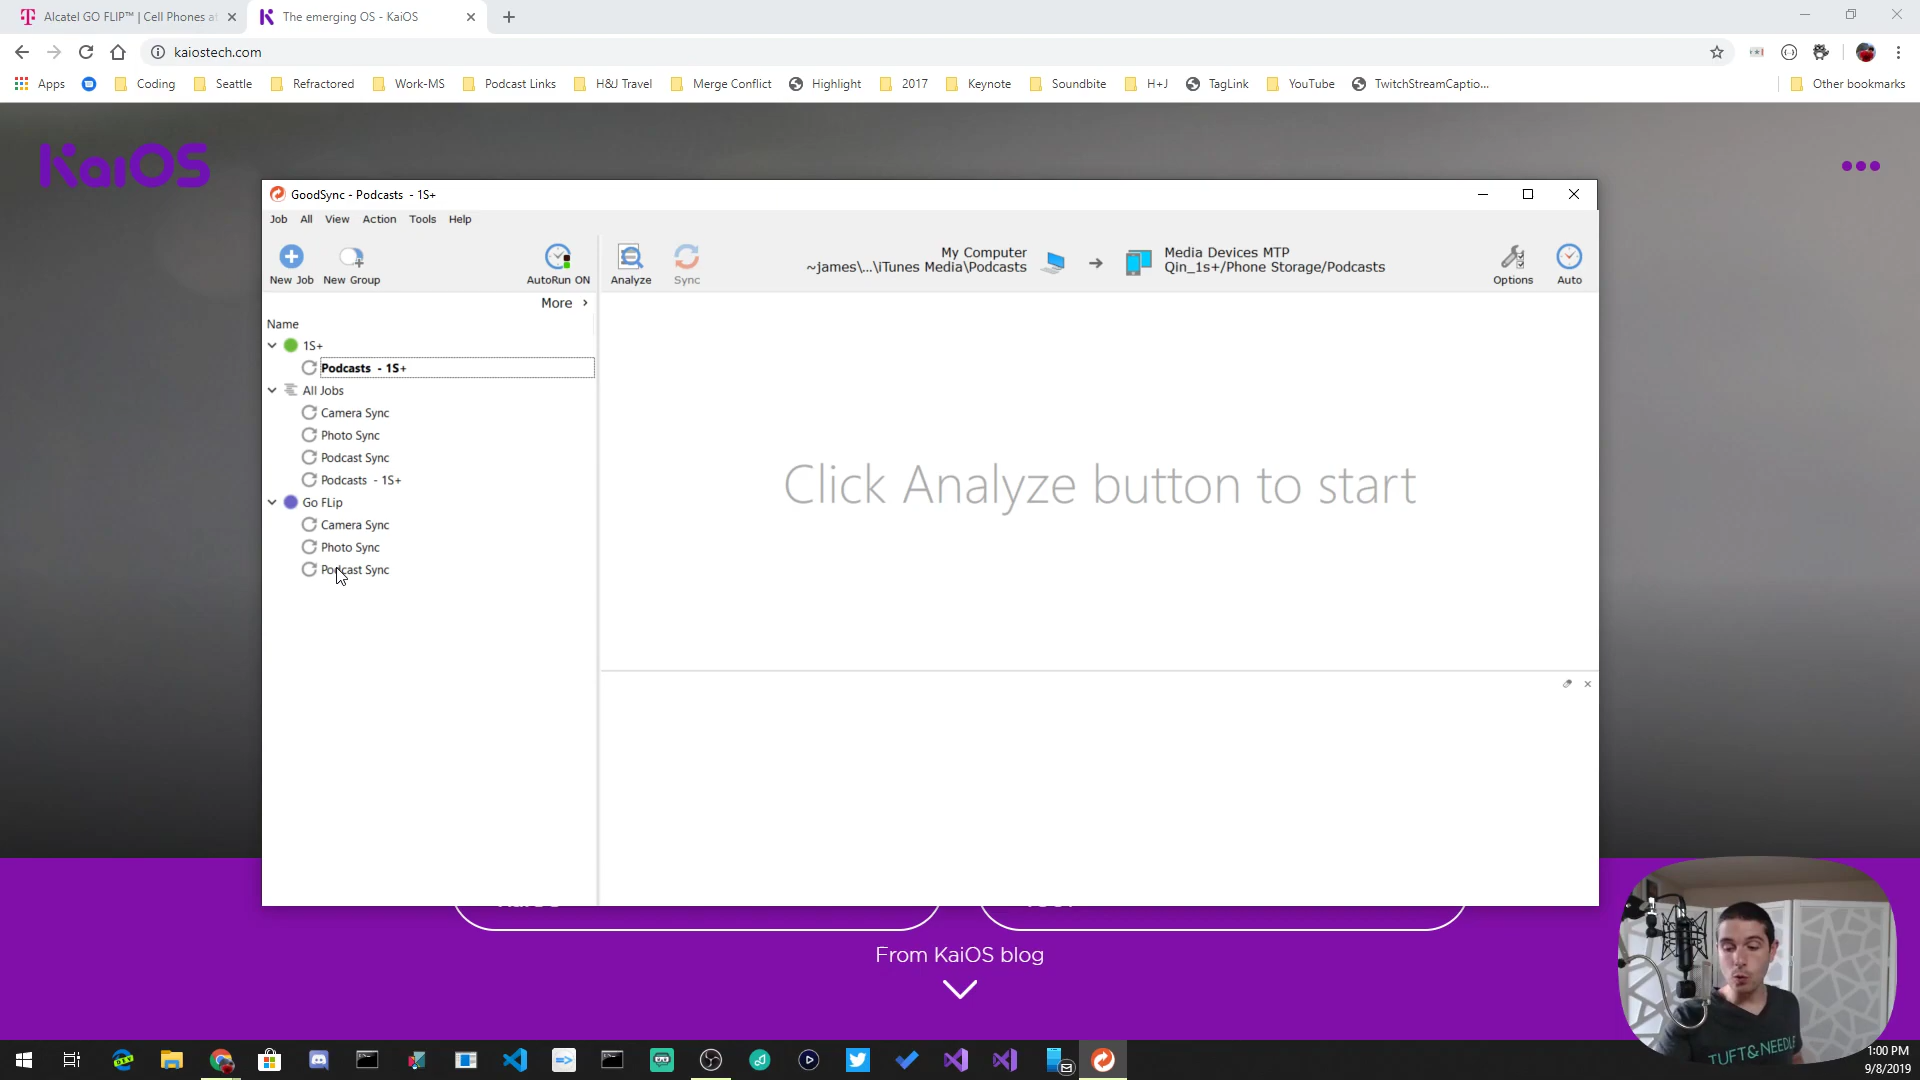 Alcatel GO FLIP™ | Cell Phones at
The emerging OS - KaiOS
kaiostech.com
Apps
Coding
Seattle
Refractored
Work-MS
Podcast Links
H&J Travel
Merge Conflict
Highlight
2017
Keynote
Soundbite
H+J
TagLink
YouTube
TwitchStreamCaptio...
Other bookmarks
KaiOS
GoodSync - Podcasts - 1S+
Job All View Action Tools Help
New Job
New Group
AutoRun ON
Analyze
Sync
My Computer
~james\...\iTunes Media\Podcasts
Media Devices MTP
Qin_1s+/Phone Storage/Podcasts
Options
Auto
More
Name
1S+
Podcasts - 1S+
All Jobs
Camera Sync
Photo Sync
Podcast Sync
Podcasts - 1S+
Go FLip
Camera Sync
Photo Sync
Podcast Sync
Click Analyze button to start
From KaiOS blog
TUFT&NEEDLE
DEV
1:00 PM
9/8/2019